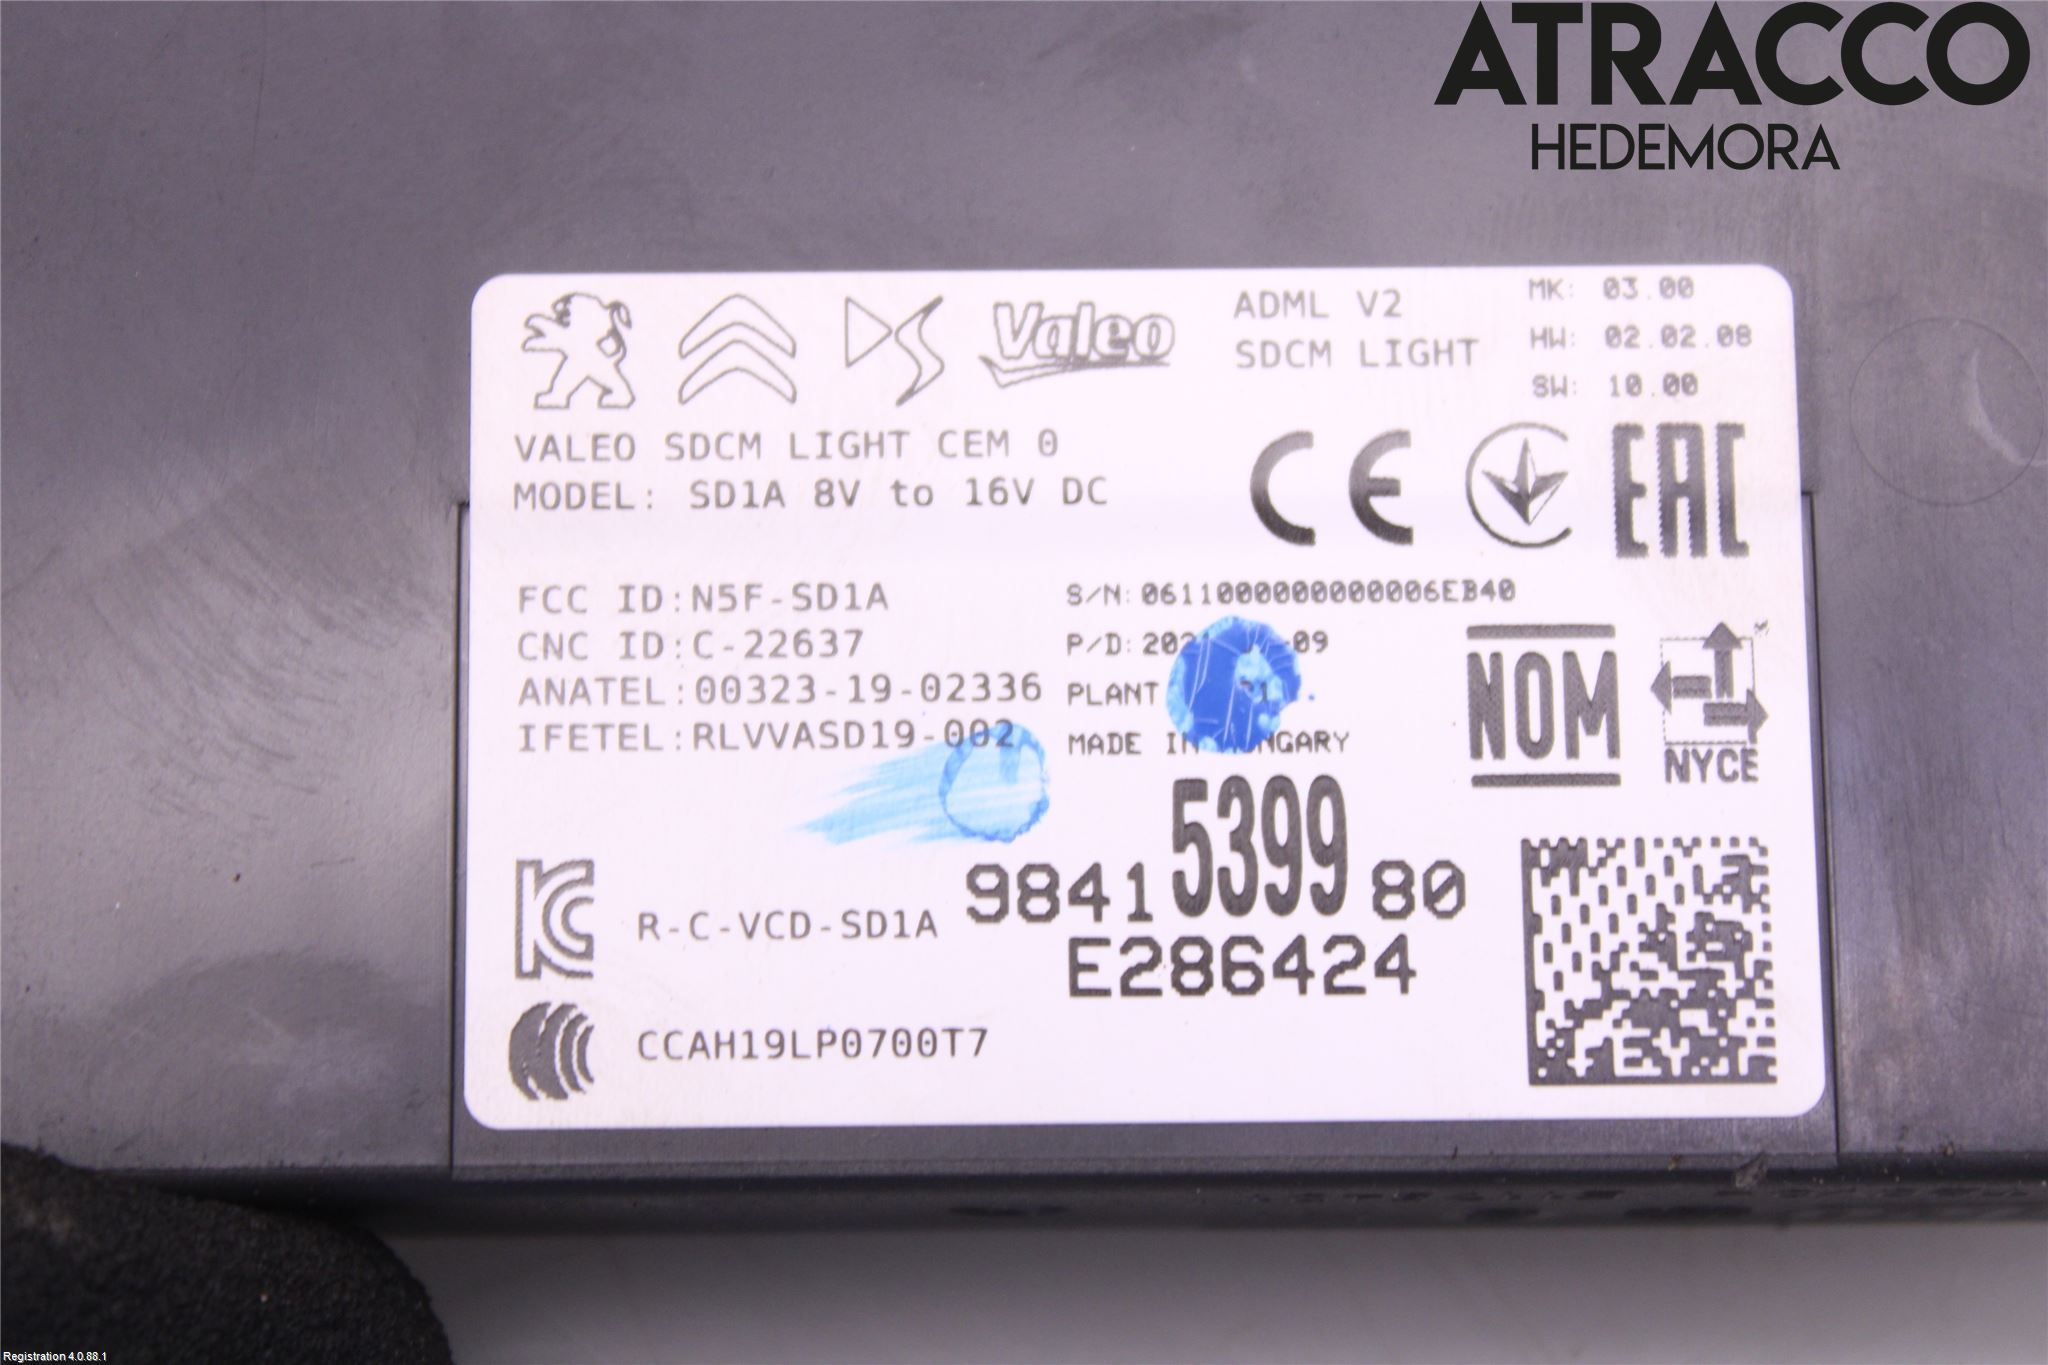 ATRACCO
HEDEMORA
Valeo
ADML V2
SDCM LIGHT
MK: 03.00
HW: 02.02.08
SW: 10.00
VALEO SDCM LIGHT CEM 0
MODEL: SD1A 8V to 16V DC
CE
EAC
FCC ID:N5F-SD1A
CNC ID:C-22637
ANATEL:00323-19-02336
IFETEL:RLVVASD19-002
S/N:0611000000000006EB40
P/D:
PLANT
MADE IN HUNGARY
NOM
NYCE
9841539980
E286424
R-C-VCD-SD1A
CCAH19LP0700T7
Registration 4.0.88.1